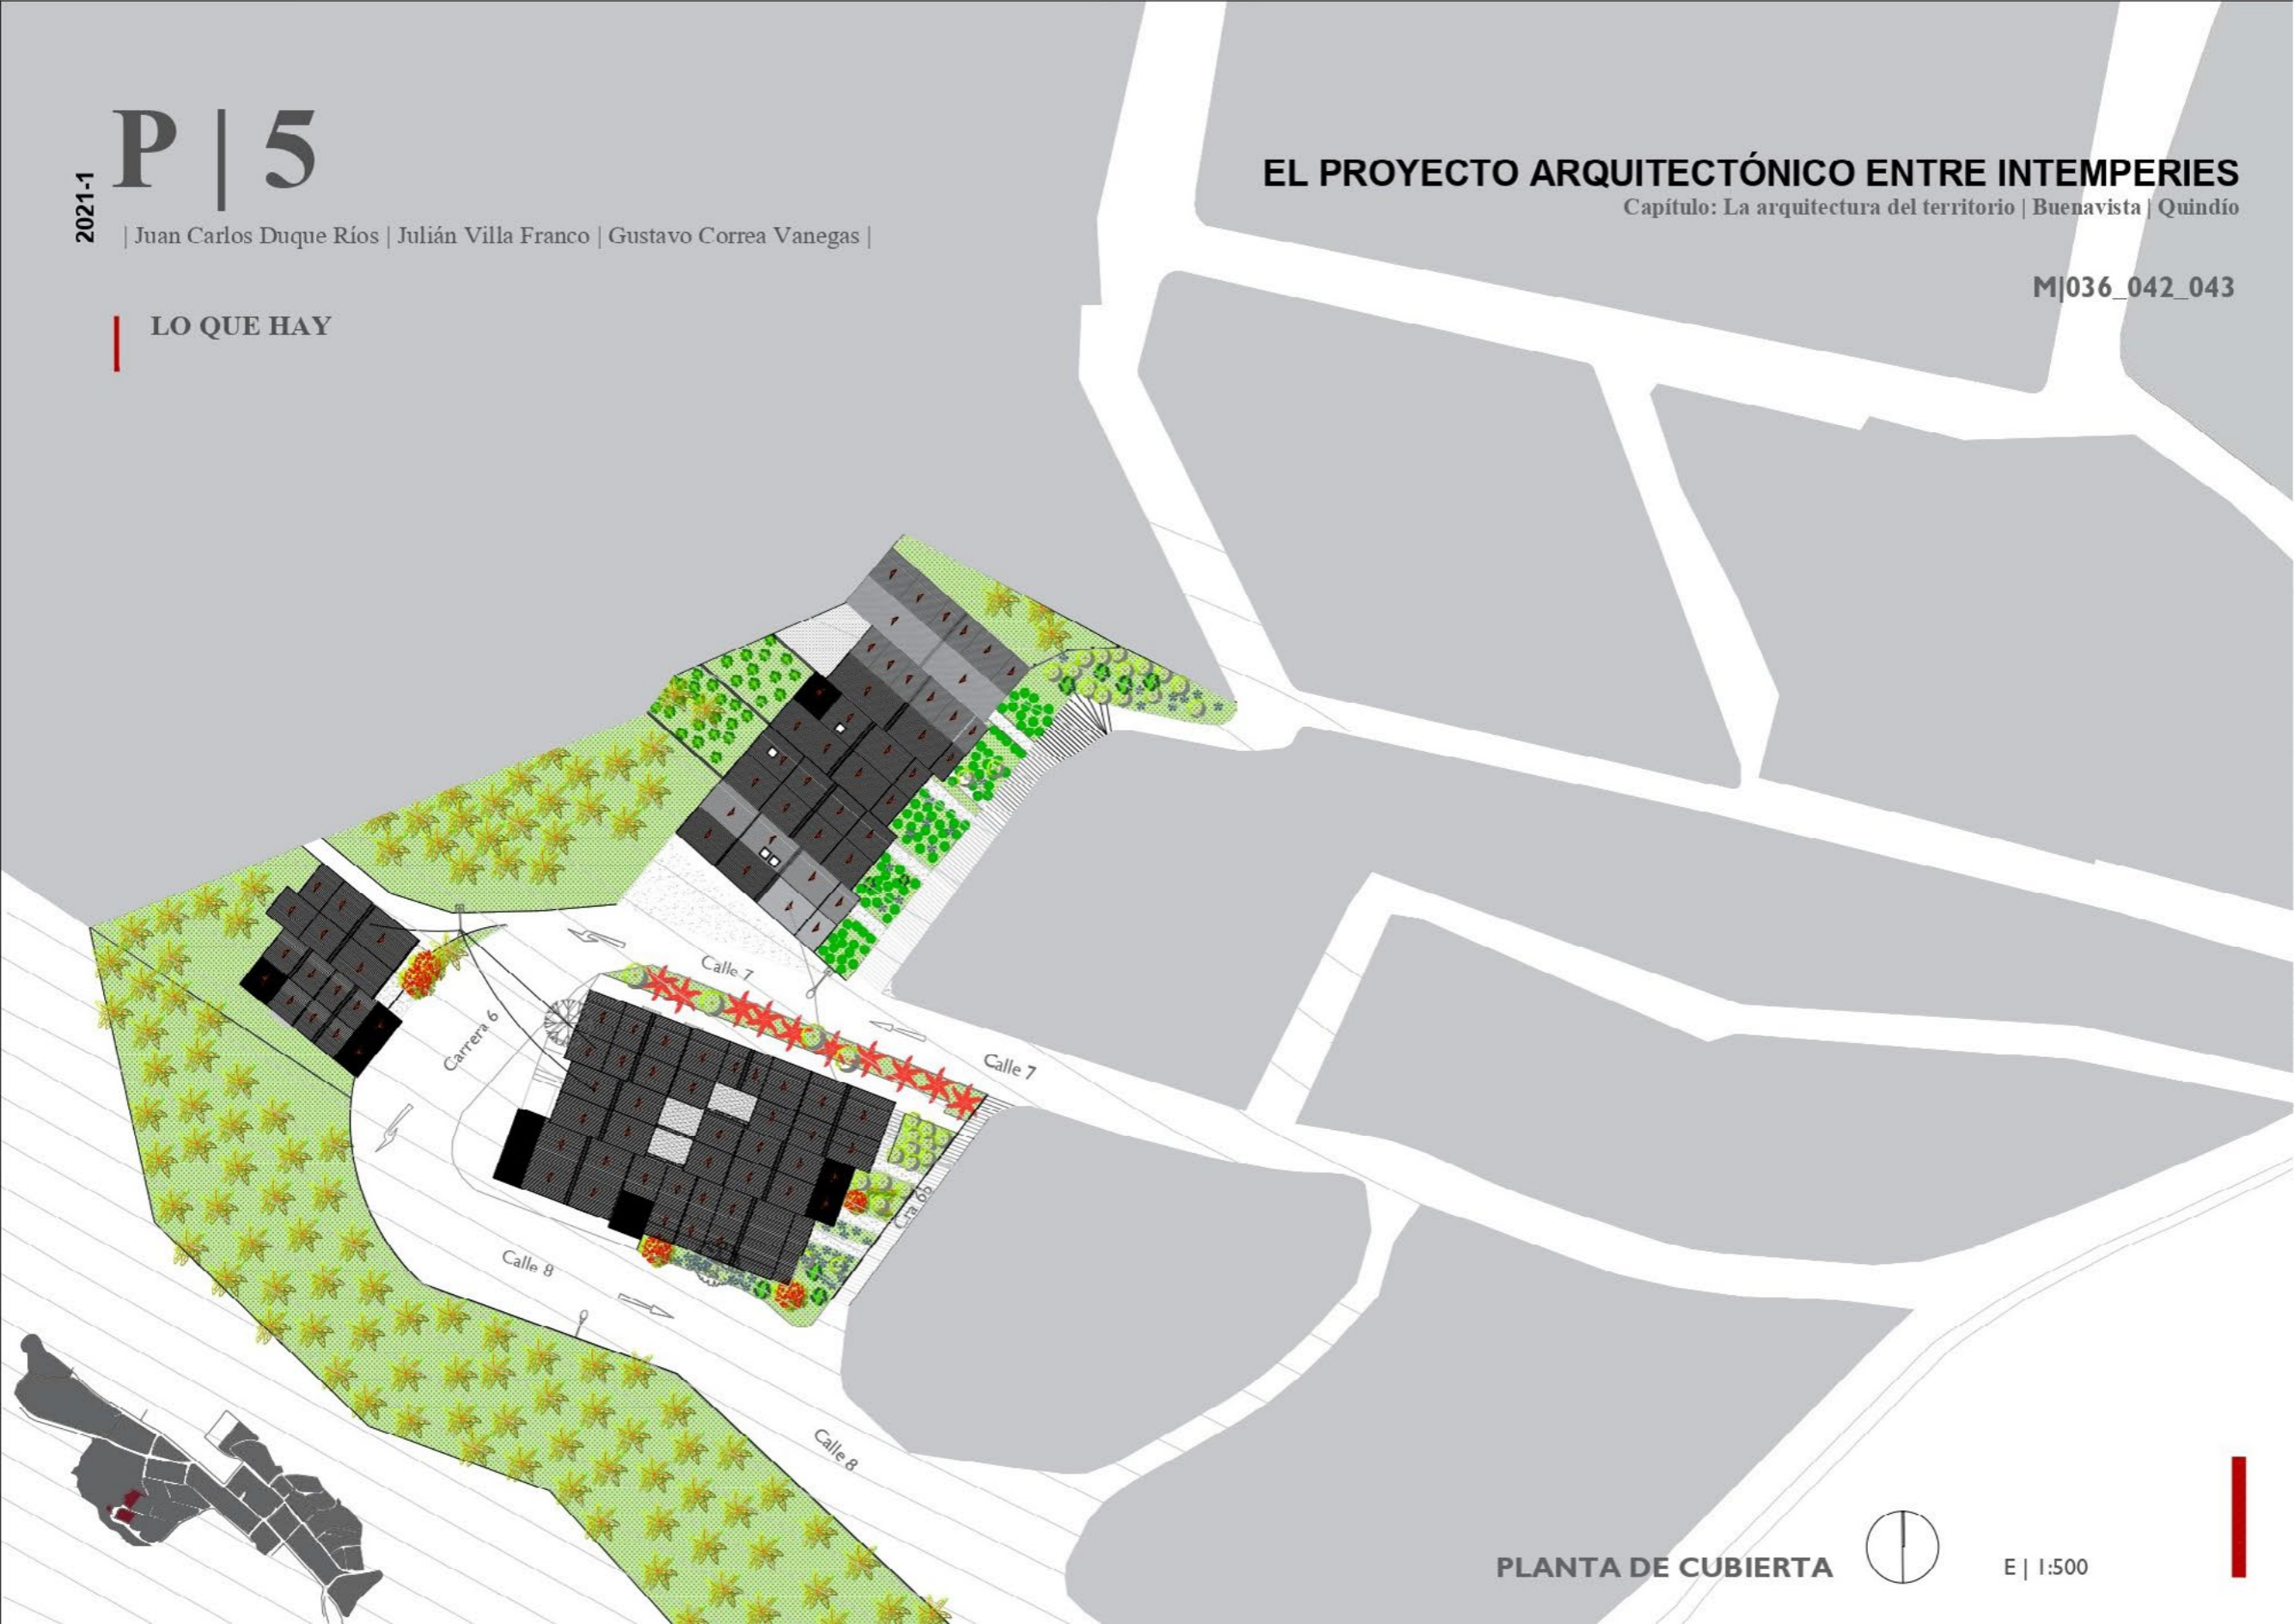 P | 5
2021-1
| Juan Carlos Duque Ríos | Julián Villa Franco | Gustavo Correa Vanegas |
LO QUE HAY
EL PROYECTO ARQUITECTÓNICO ENTRE INTEMPERIES
Capítulo: La arquitectura del territorio | Buenavista | Quindío
M|036_042_043
Calle 7
Calle 7
Carrera 6
Calle 8
Calle 8
PLANTA DE CUBIERTA
E | 1:500